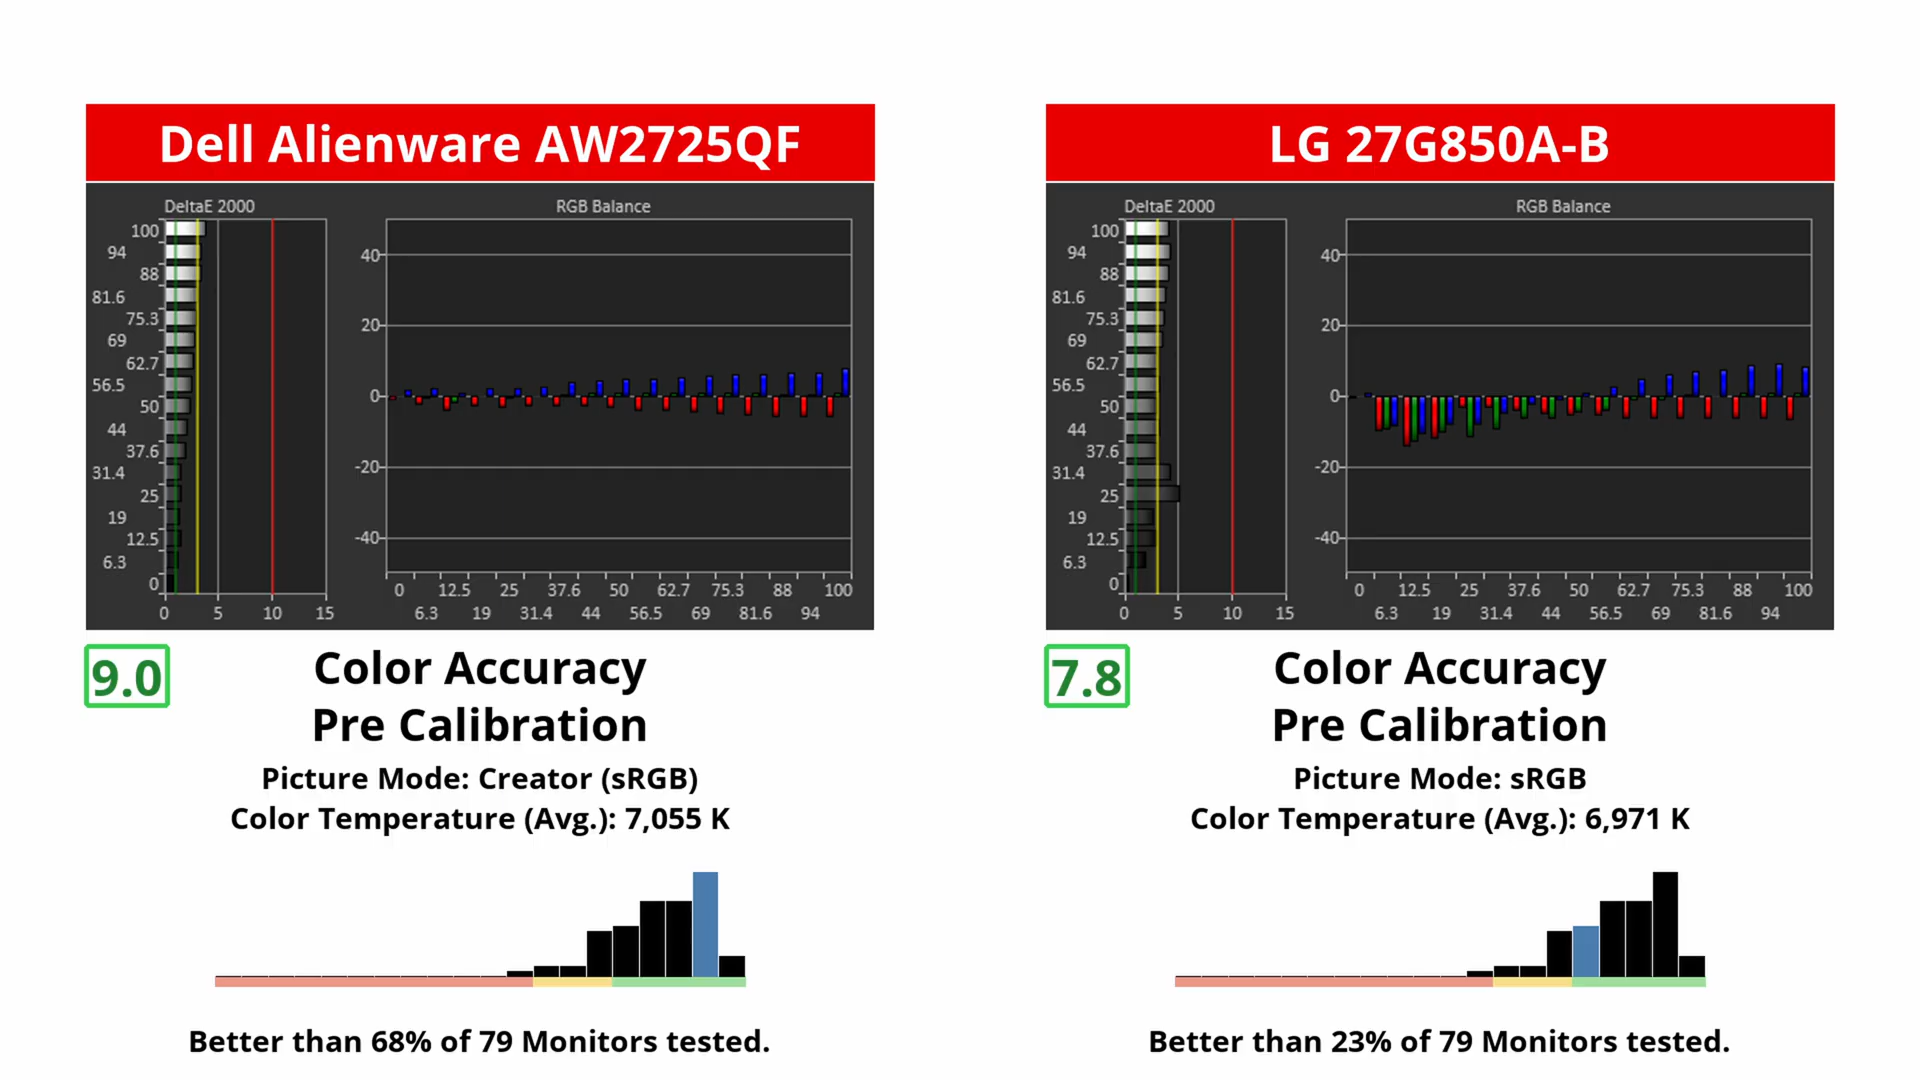 Dell Alienware AW2725QF
DeltaE 2000
RGB Balance
100
94
88
81.6
75.3
69
62.7
56.5
50
44
37.6
31.4
25
19
12.5
6.3
0
0 5 10 15
40
20
0
-20
-40
0 12.5 25 37.6 50 62.7 75.3 88 100
6.3 19 31.4 44 56.5 69 81.6 94
9.0
Color Accuracy
Pre Calibration
Picture Mode: Creator (sRGB)
Color Temperature (Avg.): 7,055 K
Better than 68% of 79 Monitors tested.
LG 27G850A-B
DeltaE 2000
RGB Balance
100
94
88
81.6
75.3
69
62.7
56.5
50
44
37.6
31.4
25
19
12.5
6.3
0
0 5 10 15
40
20
0
-20
-40
0 12.5 25 37.6 50 62.7 75.3 88 100
6.3 19 31.4 44 56.5 69 81.6 94
7.8
Color Accuracy
Pre Calibration
Picture Mode: sRGB
Color Temperature (Avg.): 6,971 K
Better than 23% of 79 Monitors tested.